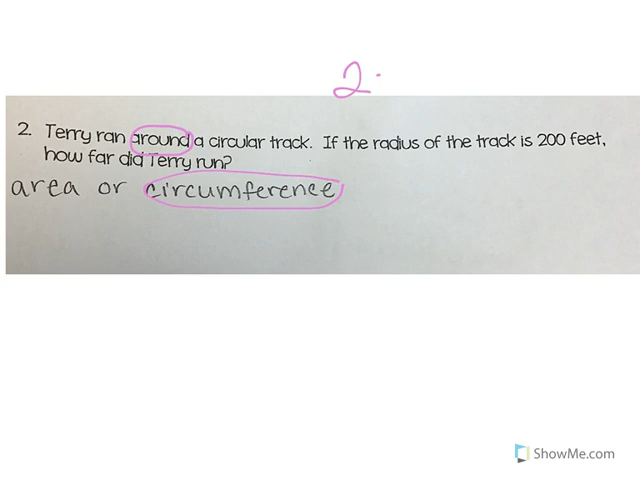 2.
2. Terry ran around a circular track. If the radius of the track is 200 feet,
how far did Terry run?
area or circumference
ShowMe.com